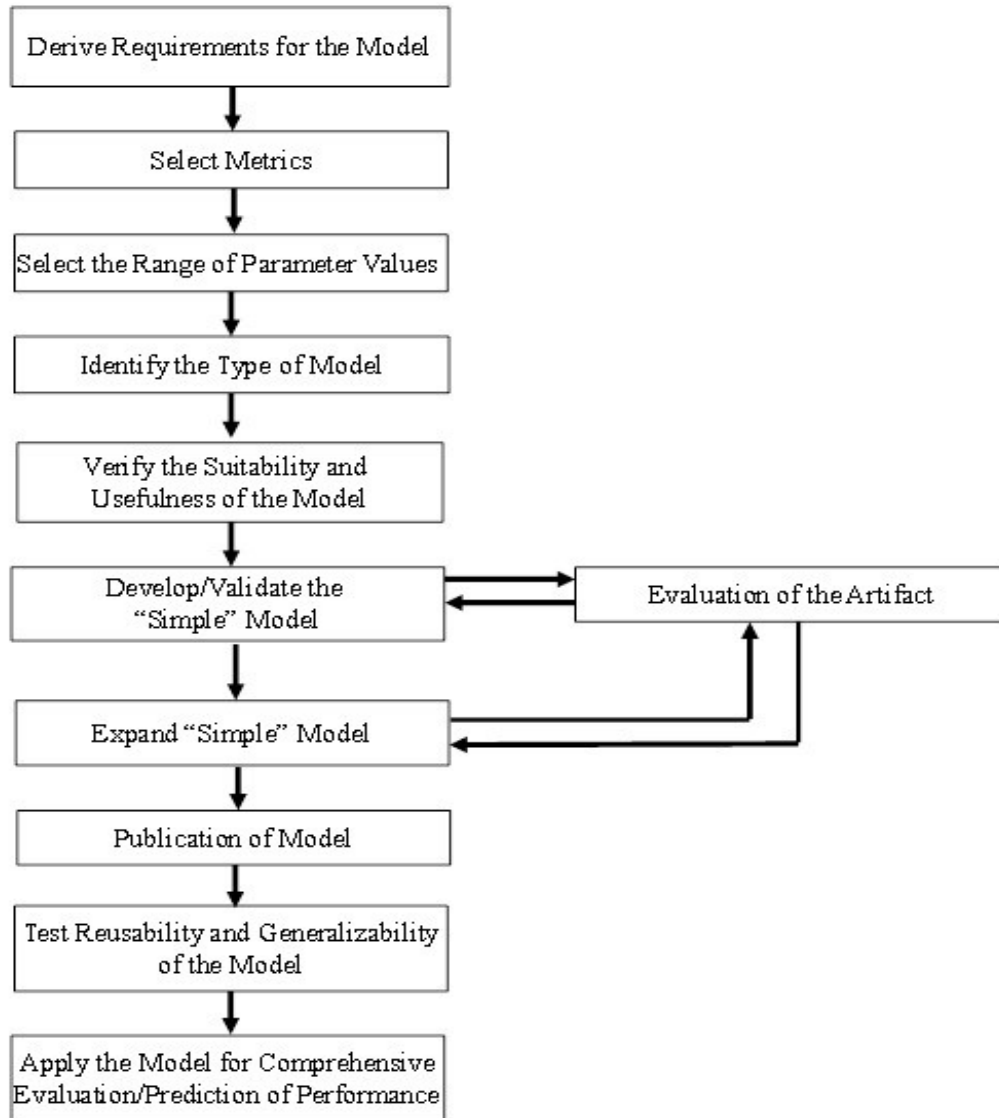 Derive Requirements for the Model
Select Metrics
Select the Range of Parameter Values
Identify the Type of Model
Verify the Suitability and
Usefulness of the Model
Develop/Validate the
“Simple” Model
Evaluation of the Artifact
Expand “Simple” Model
Publication of Model
Test Reusability and Generalizability
of the Model
Apply the Model for Comprehensive
Evaluation/Prediction of Performance